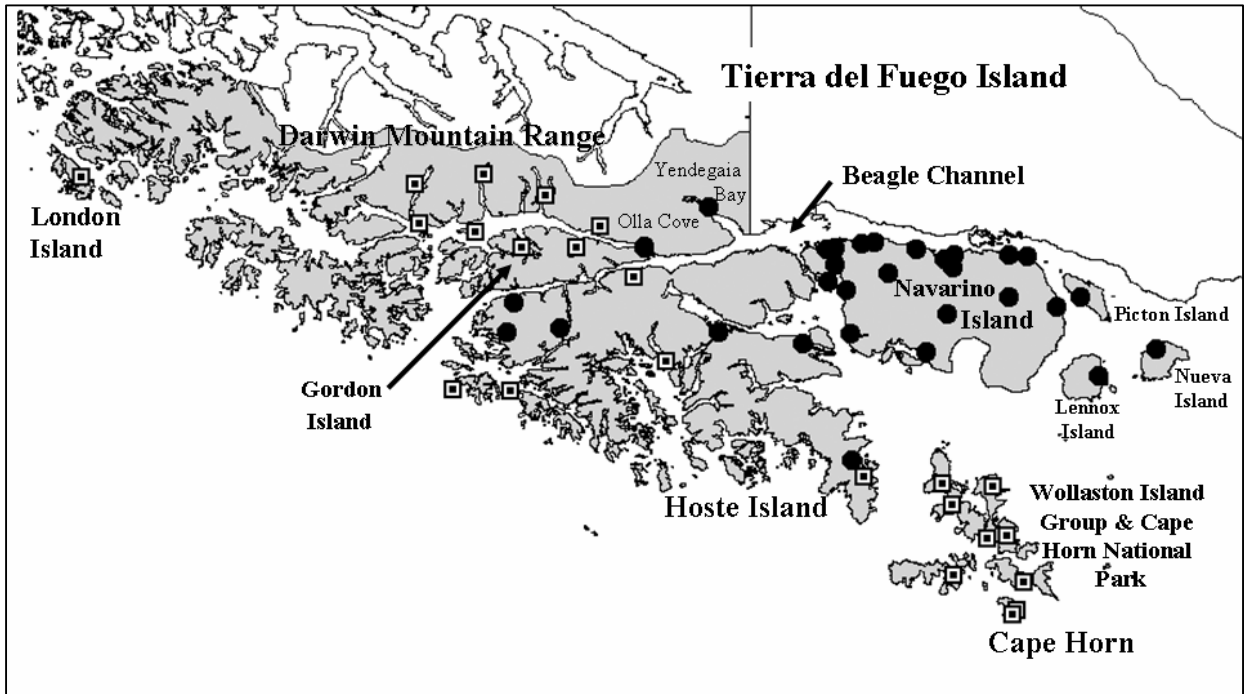 Tierra del Fuego Island
Darwin Mountain Range
Yendegaia
Bay
Beagle Channel
London
Island
Olla Cove
Navarino
Island
Picton Island
Gordon
Island
Nueva
Island
Lennox
Island
Hoste Island
Wollaston Island
Group & Cape
Horn National
Park
Cape Horn